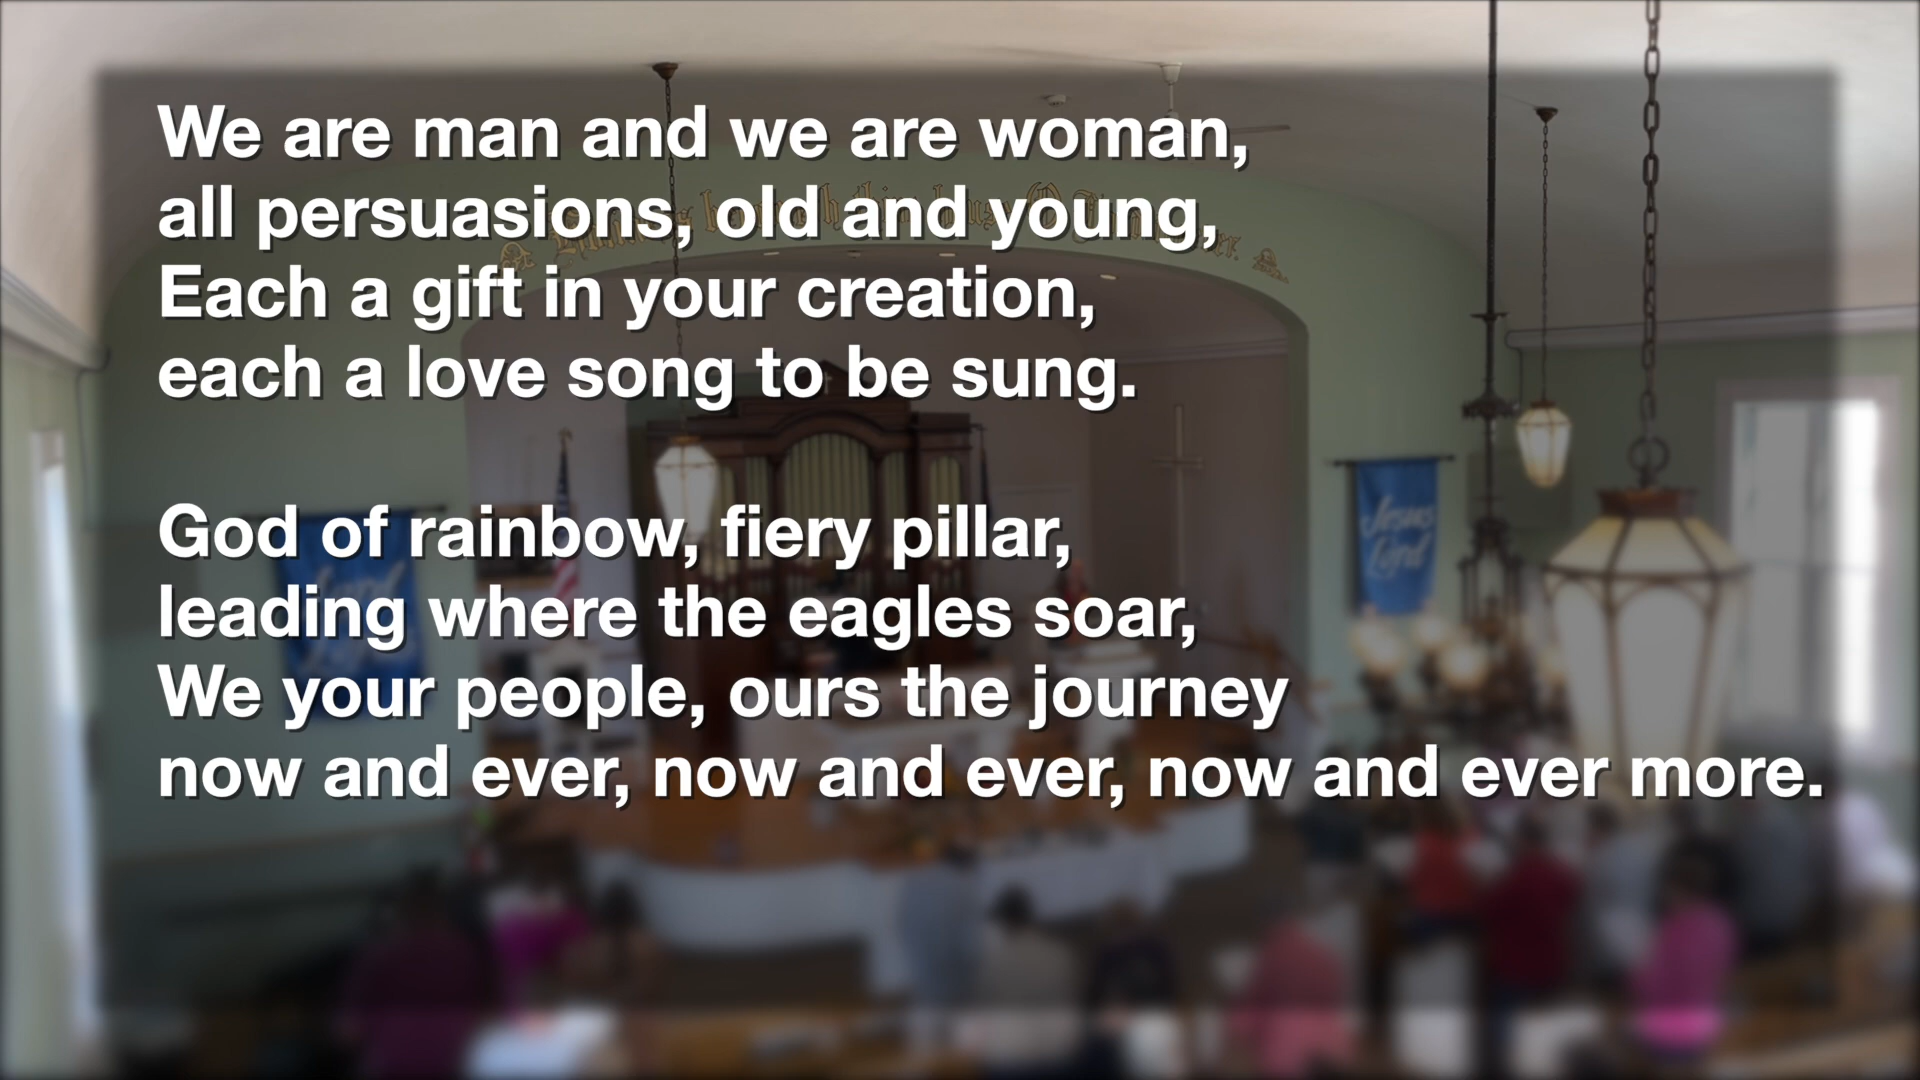 We are man and we are woman,
all persuasions, old and young,
Each a gift in your creation,
each a love song to be sung.
God of rainbow, fiery pillar,
leading where the eagles soar,
We your people, ours the journey
now and ever, now and ever, now and ever more.
Jesus
Lord